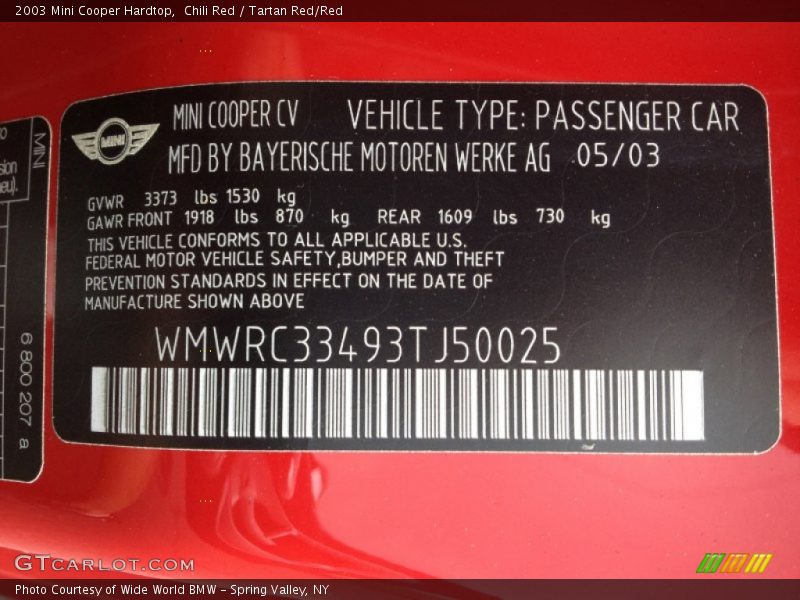 2003 Mini Cooper Hardtop,  Chili Red / Tartan Red/Red
MINI COOPER CV VEHICLE TYPE: PASSENGER CAR
MINI
MFD BY BAYERISCHE MOTOREN WERKE AG 05/03
GVWR 3373 lbs 1530 kg
GAWR FRONT 1918 lbs 870 kg REAR 1609 lbs 730 kg
THIS VEHICLE CONFORMS TO ALL APPLICABLE U.S.
FEDERAL MOTOR VEHICLE SAFETY,BUMPER AND THEFT
PREVENTION STANDARDS IN EFFECT ON THE DATE OF
MANUFACTURE SHOWN ABOVE
WMWRC33493TJ50025
MINI
6 800 207 a
GTCARLOT.COM
Photo Courtesy of Wide World BMW - Spring Valley, NY